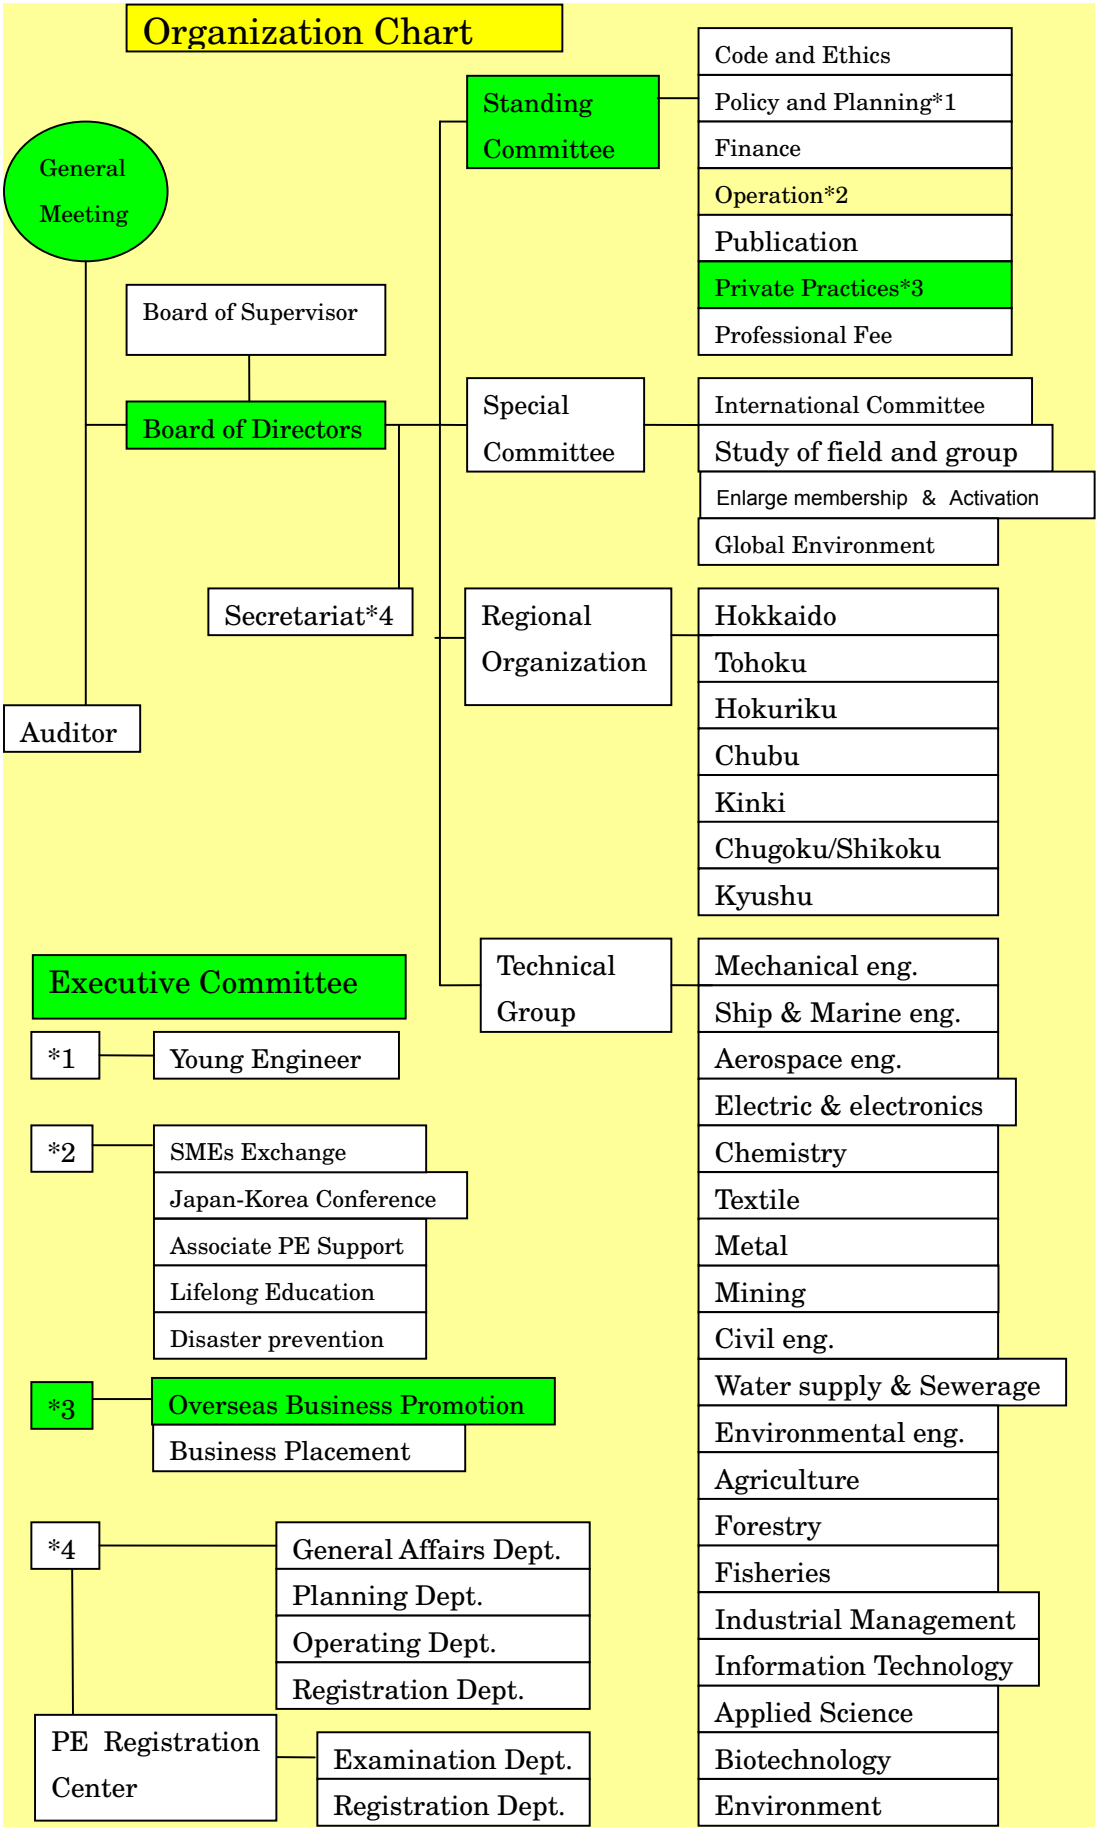 Organization Chart
General
Meeting
Board of Supervisor
Board of Directors
Secretariat*4
Auditor
Standing
Committee
Code and Ethics
Policy and Planning*1
Finance
Operation*2
Publication
Private Practices*3
Professional Fee
Special
Committee
International Committee
Study of field and group
Enlarge membership & Activation
Global Environment
Regional
Organization
Hokkaido
Tohoku
Hokuriku
Chubu
Kinki
Chugoku/Shikoku
Kyushu
Technical
Group
Mechanical eng.
Ship & Marine eng.
Aerospace eng.
Electric & electronics
Chemistry
Textile
Metal
Mining
Civil eng.
Water supply & Sewerage
Environmental eng.
Agriculture
Forestry
Fisheries
Industrial Management
Information Technology
Applied Science
Biotechnology
Environment
Executive Committee
*1
Young Engineer
*2
SMEs Exchange
Japan-Korea Conference
Associate PE Support
Lifelong Education
Disaster prevention
*3
Overseas Business Promotion
Business Placement
*4
General Affairs Dept.
Planning Dept.
Operating Dept.
Registration Dept.
PE Registration
Center
Examination Dept.
Registration Dept.